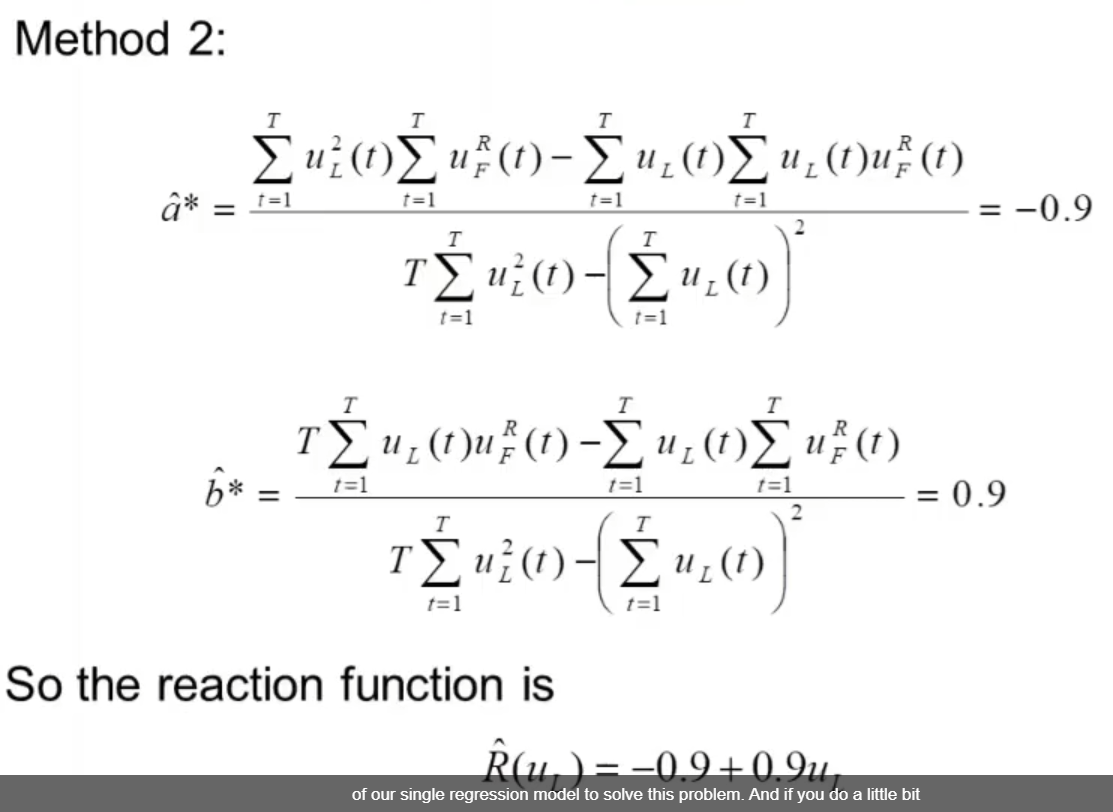 Method 2:
$\hat{a}* = \frac{\sum_{t=1}^{T} u_L^2(t) \sum_{t=1}^{T} u_F^R(t) - \sum_{t=1}^{T} u_L(t) \sum_{t=1}^{T} u_L(t) u_F^R(t)}{T \sum_{t=1}^{T} u_L^2(t) - \left( \sum_{t=1}^{T} u_L(t) \right)^2} = -0.9$
$\hat{b}* = \frac{T \sum_{t=1}^{T} u_L(t) u_F^R(t) - \sum_{t=1}^{T} u_L(t) \sum_{t=1}^{T} u_F^R(t)}{T \sum_{t=1}^{T} u_L^2(t) - \left( \sum_{t=1}^{T} u_L(t) \right)^2} = 0.9$
So the reaction function is
$\hat{R}(u_L) = -0.9 + 0.9u_L$
of our single regression model to solve this problem. And if you do a little bit